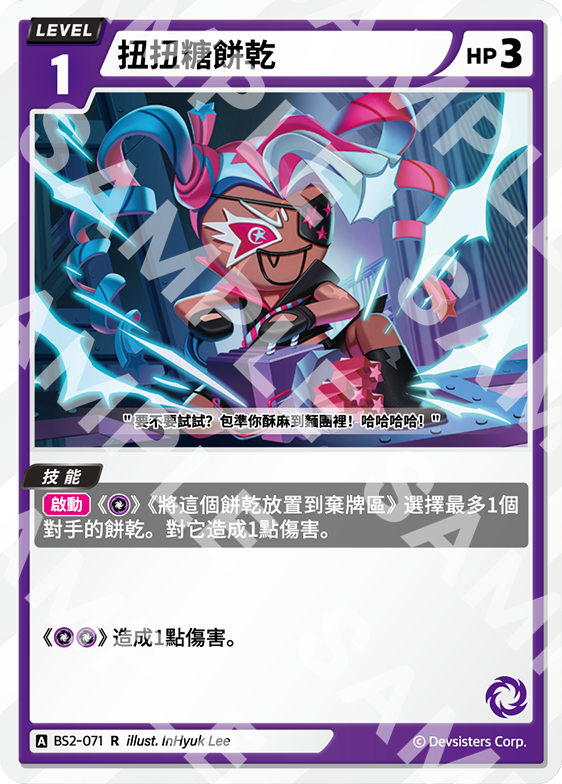 LEVEL
1
扭扭糖餅乾
HP 3
"要不要試試？包準你酥麻到麵團裡！哈哈哈哈！"
技能
啟動《》《將這個餅乾放置到棄牌區》選擇最多1個
對手的餅乾。對它造成1點傷害。
《》造成1點傷害。
A BS2-071 R illust. InHyuk Lee
© Devsisters Corp.
SAMPLE